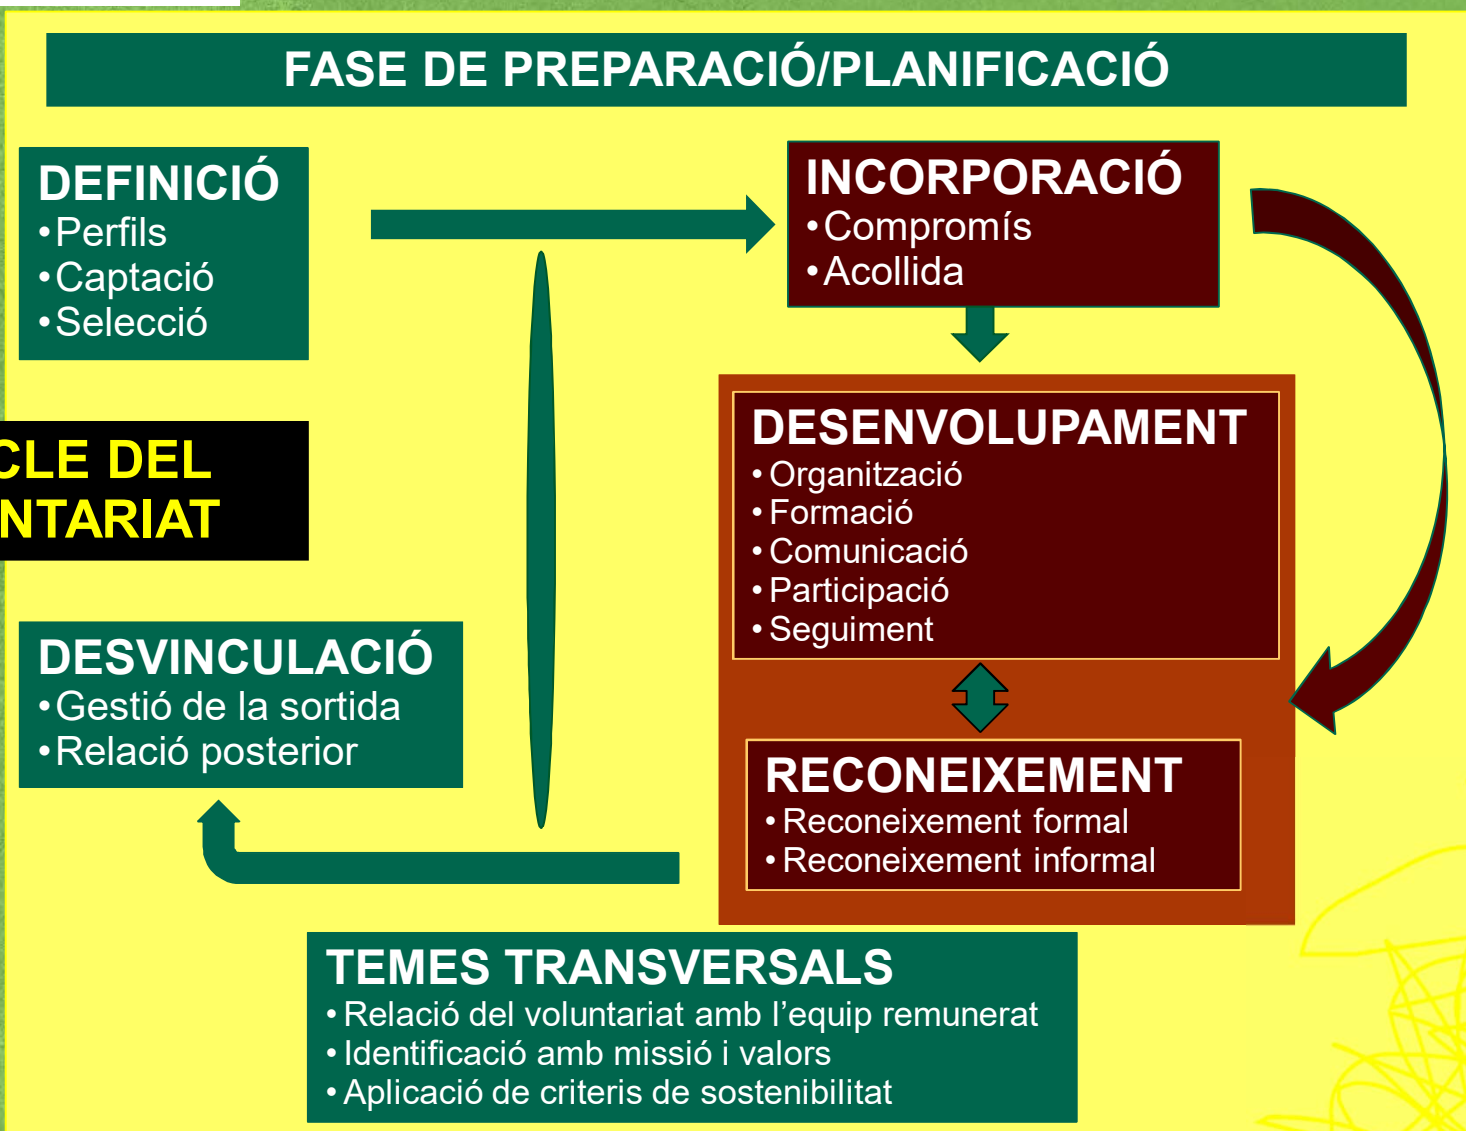 FASE DE PREPARACIÓ/PLANIFICACIÓ
DEFINICIÓ
•Perfils
•Captació
•Selecció
INCORPORACIÓ
•Compromís
•Acollida
CLE DEL
NTARIAT
DESENVOLUPAMENT
• Organització
• Formació
• Comunicació
• Participació
• Seguiment
DESVINCULACIÓ
•Gestió de la sortida
•Relació posterior
RECONEIXEMENT
• Reconeixement formal
• Reconeixement informal
TEMES TRANSVERSALS
• Relació del voluntariat amb l’equip remunerat
• Identificació amb missió i valors
• Aplicació de criteris de sostenibilitat